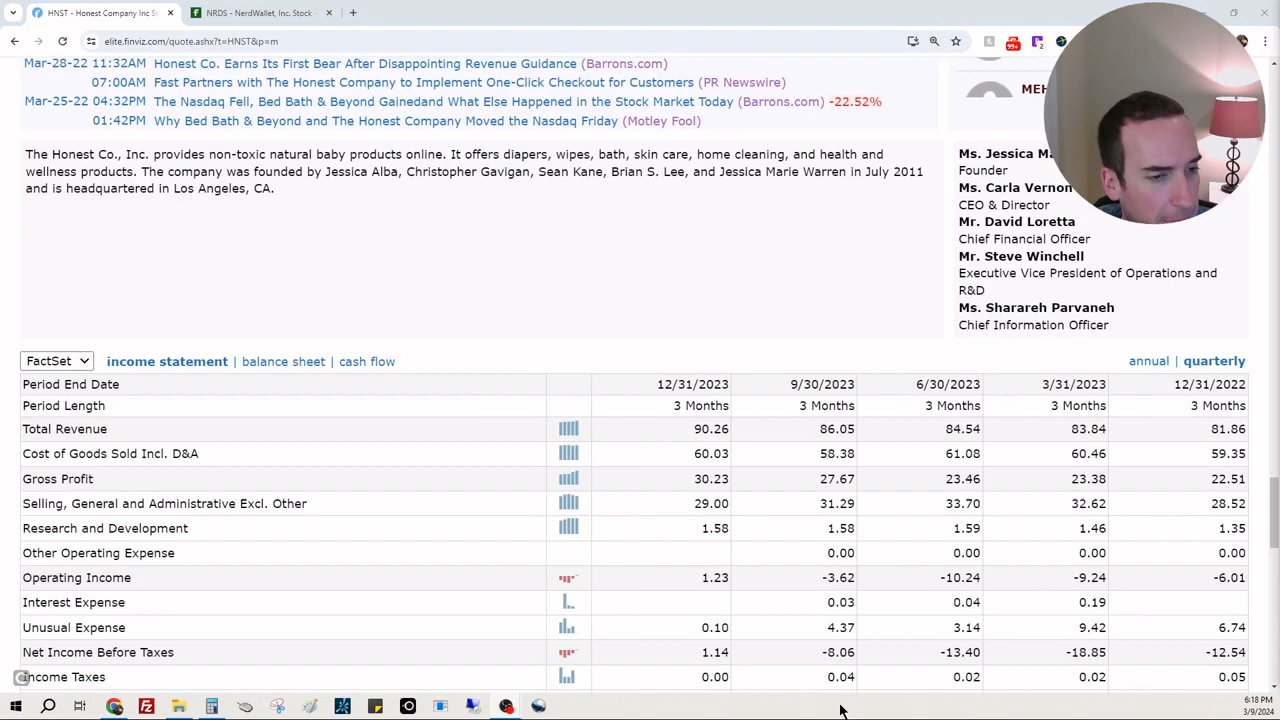 HNST - Honest Company Inc S
NRDS - NerdWallet, Inc. Stock
elite.finviz.com/quote.ashx?t=HNST&p=m
99+
2
Mar-28-22 11:32AM Honest Co. Earns Its First Bear After Disappointing Revenue Guidance (Barrons.com)
07:00AM Fast Partners with The Honest Company to Implement One-Click Checkout for Customers (PR Newswire)
Mar-25-22 04:32PM The Nasdaq Fell, Bed Bath & Beyond Gainedand What Else Happened in the Stock Market Today (Barrons.com) -22.52%
01:42PM Why Bed Bath & Beyond and The Honest Company Moved the Nasdaq Friday (Motley Fool)
The Honest Co., Inc. provides non-toxic natural baby products online. It offers diapers, wipes, bath, skin care, home cleaning, and health and
wellness products. The company was founded by Jessica Alba, Christopher Gavigan, Sean Kane, Brian S. Lee, and Jessica Marie Warren in July 2011
and is headquartered in Los Angeles, CA.
Ms. Jessica
Founder
Ms. Carla Vernon
CEO & Director
Mr. David Loretta
Chief Financial Officer
Mr. Steve Winchell
Executive Vice President of Operations and
R&D
Ms. Sharareh Parvaneh
Chief Information Officer
FactSet income statement | balance sheet | cash flow annual | quarterly
Period End Date 12/31/2023 9/30/2023 6/30/2023 3/31/2023 12/31/2022
Period Length 3 Months 3 Months 3 Months 3 Months 3 Months
Total Revenue 90.26 86.05 84.54 83.84 81.86
Cost of Goods Sold Incl. D&A 60.03 58.38 61.08 60.46 59.35
Gross Profit 30.23 27.67 23.46 23.38 22.51
Selling, General and Administrative Excl. Other 29.00 31.29 33.70 32.62 28.52
Research and Development 1.58 1.58 1.59 1.46 1.35
Other Operating Expense 0.00 0.00 0.00 0.00
Operating Income 1.23 -3.62 -10.24 -9.24 -6.01
Interest Expense 0.03 0.04 0.19
Unusual Expense 0.10 4.37 3.14 9.42 6.74
Net Income Before Taxes 1.14 -8.06 -13.40 -18.85 -12.54
Income Taxes 0.00 0.04 0.02 0.02 0.05
6:18 PM
3/9/2024